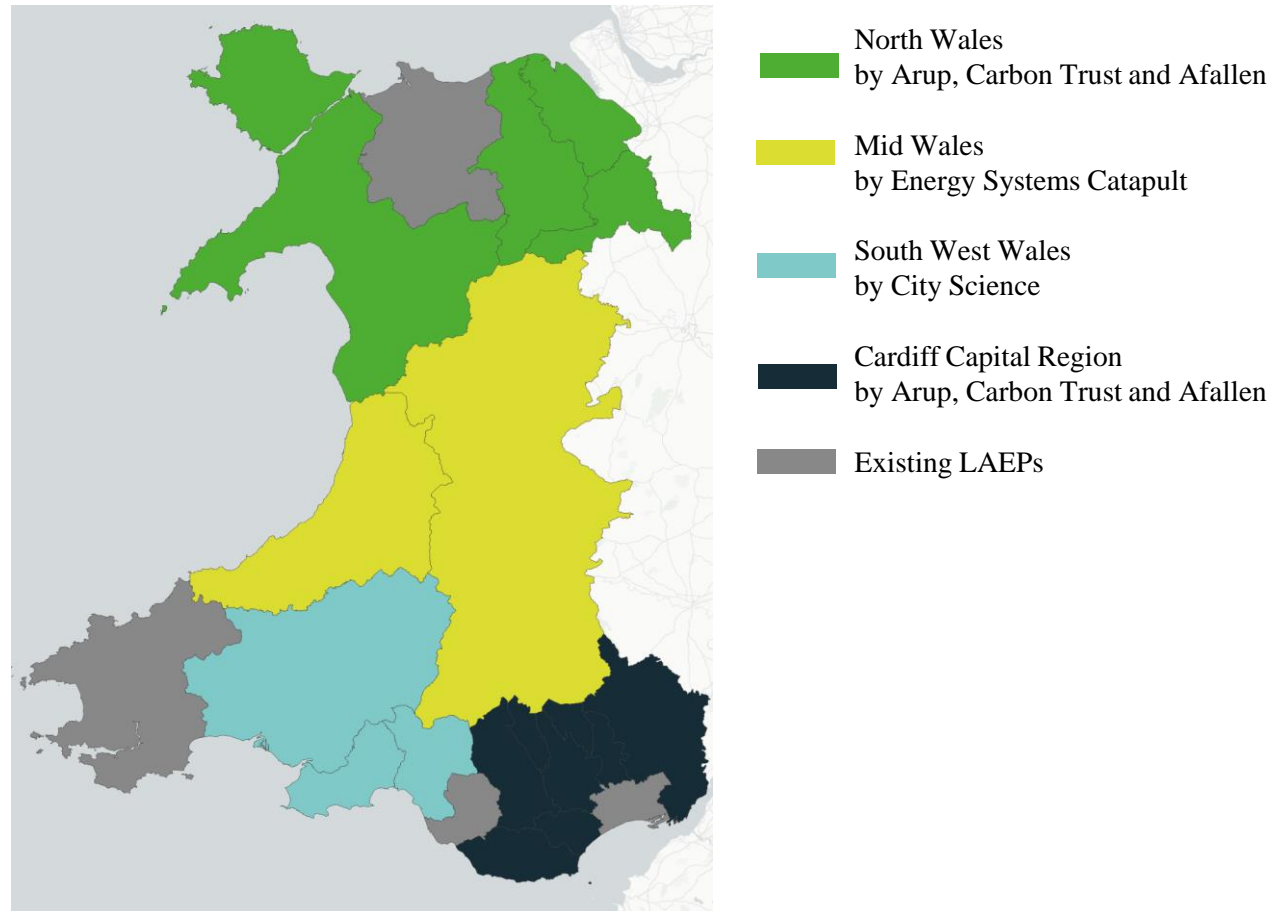 North Wales
by Arup, Carbon Trust and Afallen
Mid Wales
by Energy Systems Catapult
South West Wales
by City Science
Cardiff Capital Region
by Arup, Carbon Trust and Afallen
Existing LAEPs